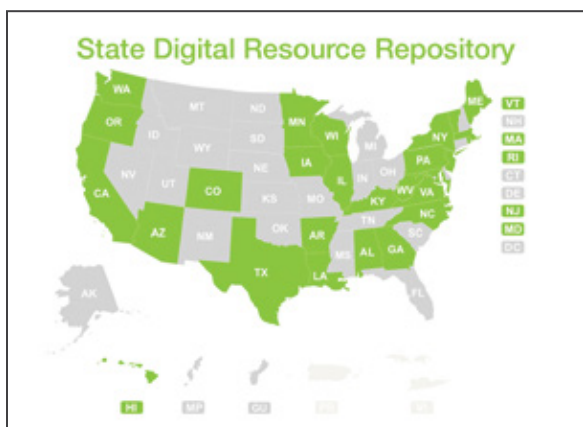 State Digital Resource Repository
WA
MT
ND
MN
ME
VT
OR
ID
WY
SD
WI
MI
NY
NH
MA
NV
UT
CO
NE
IA
IL
IN
OH
PA
RI
CT
CA
KS
MO
KY
WV
VA
DE
NJ
AZ
NM
OK
AR
TN
NC
MD
DC
TX
LA
MS
AL
GA
SC
FL
AK
HI
MP
GU